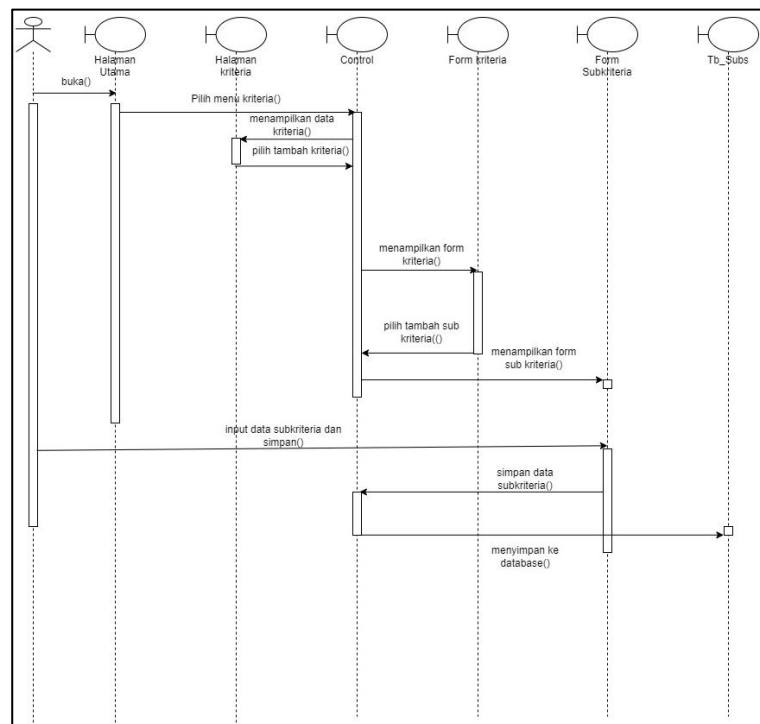 Halaman
Utama
Halaman
kriteria
Control
Form kriteria
Form
Subkriteria
Tb_Subs
buka()
Pilih menu kriteria()
menampilkan data
kriteria()
pilih tambah kriteria()
menampilkan form
kriteria()
pilih tambah sub
kriteria(()
menampilkan form
sub kriteria()
input data subkriteria dan
simpan()
simpan data
subkriteria()
menyimpan ke
database()